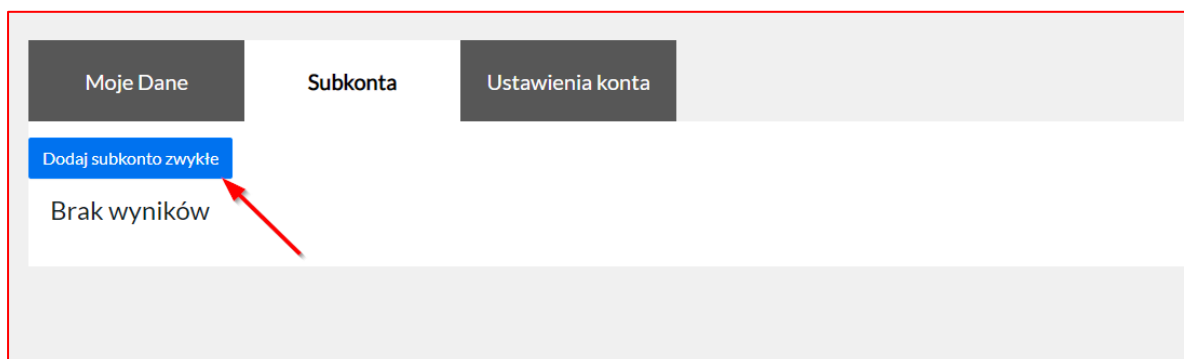 Moje Dane
Subkonta
Ustawienia konta
Dodaj subkonto zwykłe
Brak wyników